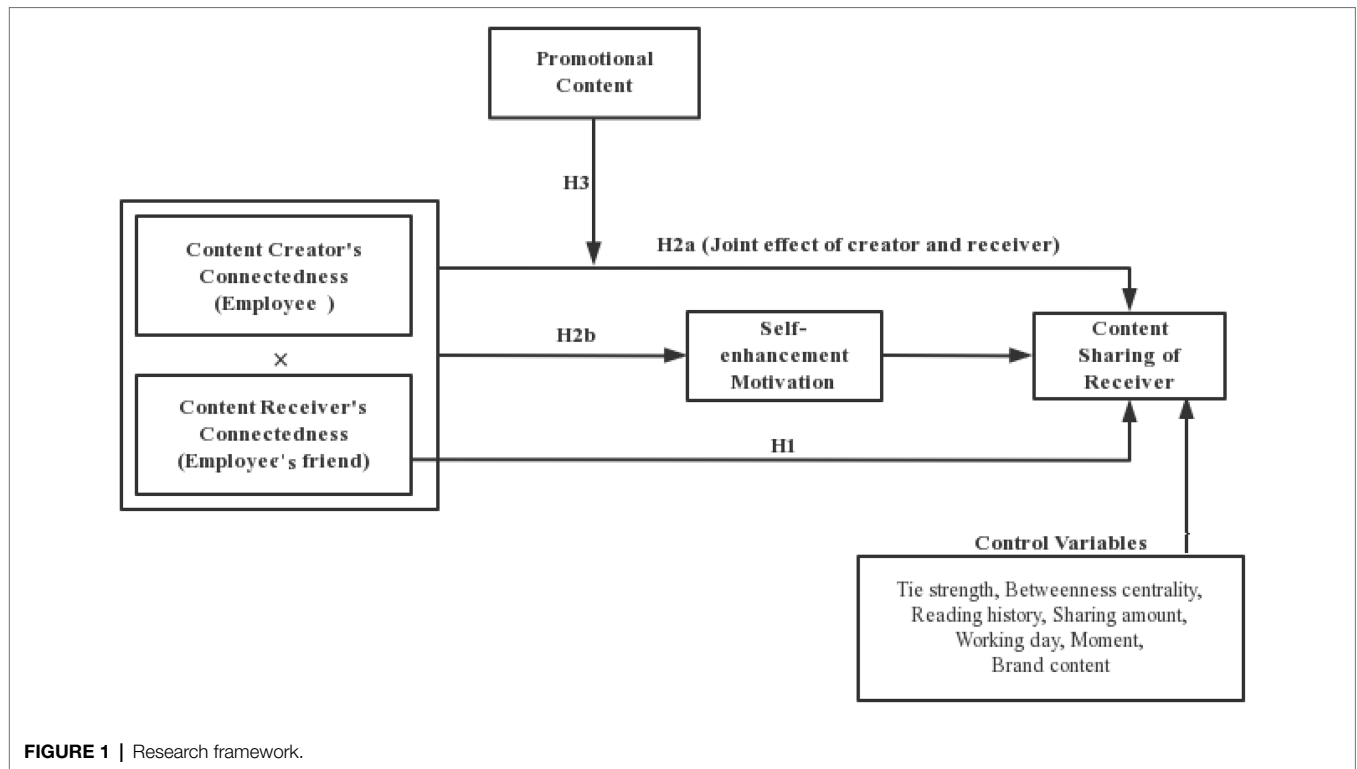 Promotional
Content
H3
Content Creator's
Connectedness
(Employee )
×
Content Receiver's
Connectedness
(Employee's friend)
H2a (Joint effect of creator and receiver)
H2b
Self-
enhancement
Motivation
Content
Sharing of
Receiver
H1
Control Variables
Tie strength, Betweenness centrality,
Reading history, Sharing amount,
Working day, Moment,
Brand content
FIGURE 1 | Research framework.